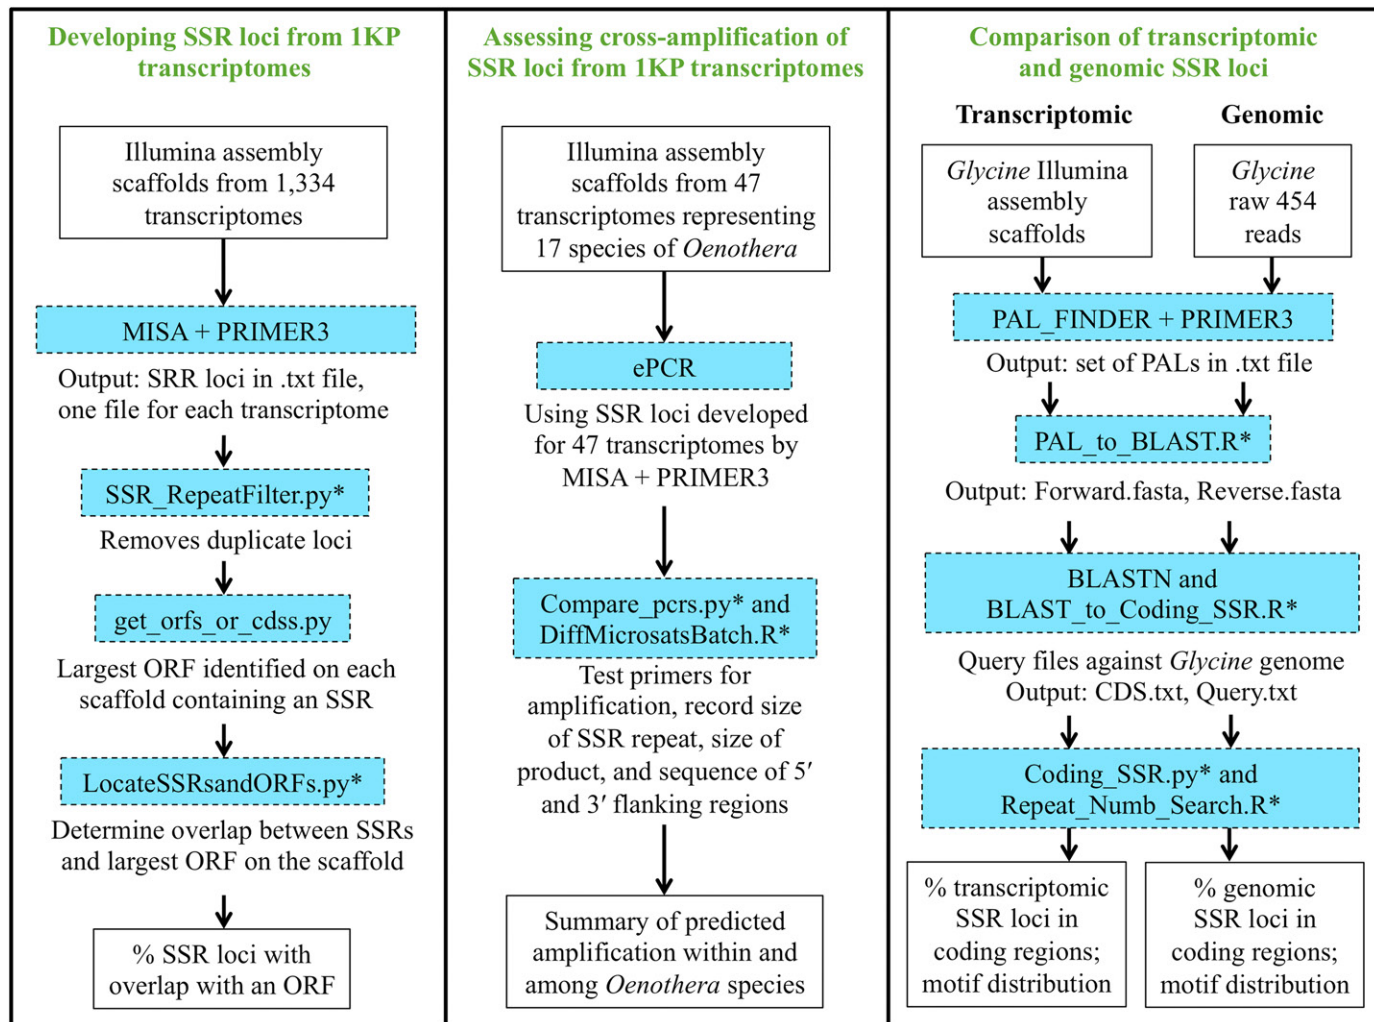 Developing SSR loci from 1KP
transcriptomes
Illumina assembly
scaffolds from 1,334
transcriptomes
MISA + PRIMER3
Output: SRR loci in .txt file,
one file for each transcriptome
SSR_RepeatFilter.py*
Removes duplicate loci
get_orfs_or_cdss.py
Largest ORF identified on each
scaffold containing an SSR
LocateSSRsandORFs.py*
Determine overlap between SSRs
and largest ORF on the scaffold
% SSR loci with
overlap with an ORF
Assessing cross-amplification of
SSR loci from 1KP transcriptomes
Illumina assembly
scaffolds from 47
transcriptomes representing
17 species of Oenothera
ePCR
Using SSR loci developed
for 47 transcriptomes by
MISA + PRIMER3
Compare_pcrs.py* and
DiffMicrosatsBatch.R*
Test primers for
amplification, record size
of SSR repeat, size of
product, and sequence of 5′
and 3′ flanking regions
Summary of predicted
amplification within and
among Oenothera species
Comparison of transcriptomic
and genomic SSR loci
Transcriptomic
Genomic
Glycine Illumina
assembly
scaffolds
Glycine
raw 454
reads
PAL_FINDER + PRIMER3
Output: set of PALs in .txt file
PAL_to_BLAST.R*
Output: Forward.fasta, Reverse.fasta
BLASTN and
BLAST_to_Coding_SSR.R*
Query files against Glycine genome
Output: CDS.txt, Query.txt
Coding_SSR.py* and
Repeat_Numb_Search.R*
% transcriptomic
SSR loci in
coding regions;
motif distribution
% genomic
SSR loci in
coding regions;
motif distribution